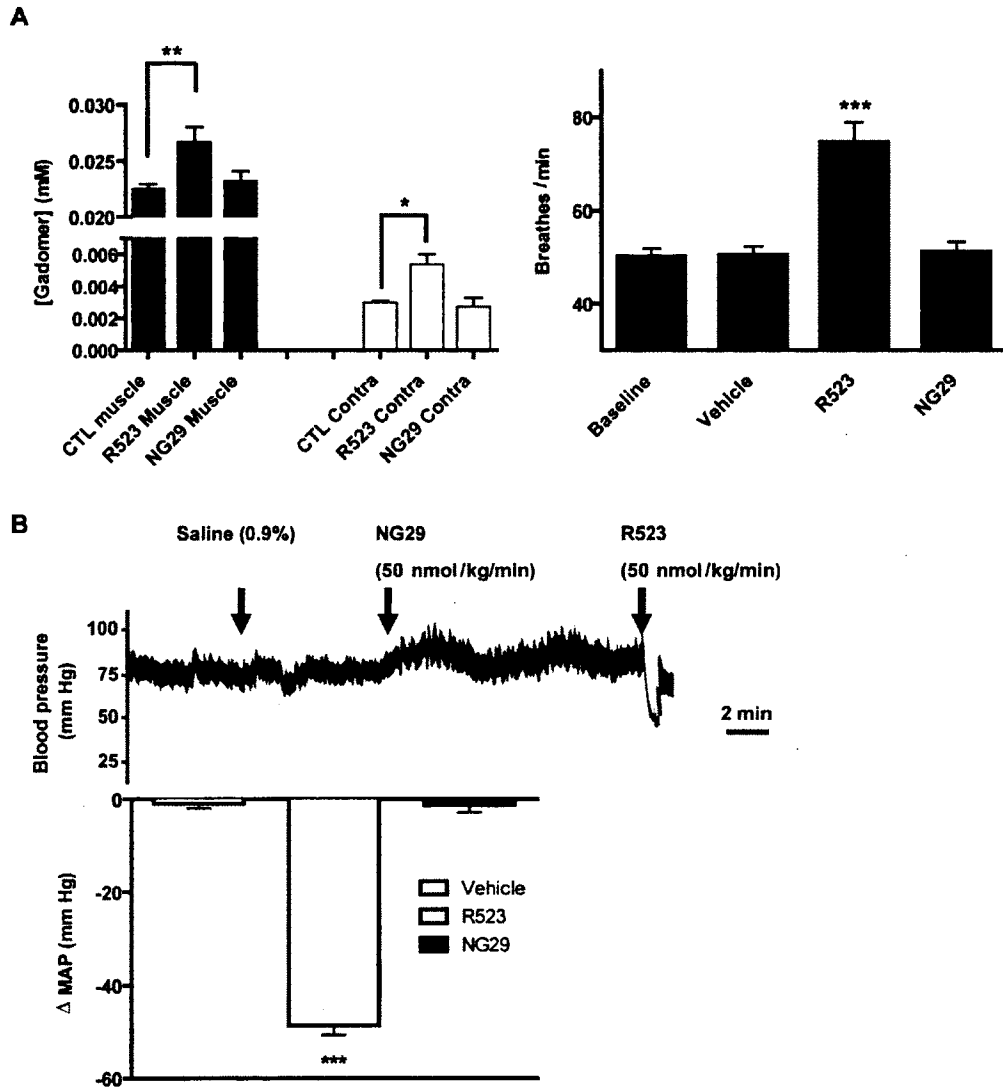 A
**
0.030
0.025
0.020
0.006
0.004
0.002
0.000
[Gadomer] (mM)
*
CTL muscle
R523 Muscle
NG29 Muscle
CTL Contra
R523 Contra
NG29 Contra
80
60
40
Breathes/min
***
Baseline
Vehicle
R523
NG29
B
Saline (0.9%)
NG29
(50 nmol/kg/min)
R523
(50 nmol/kg/min)
100
75
50
25
Blood pressure
(mm Hg)
2 min
0
-20
-40
-60
Δ MAP (mm Hg)
Vehicle
R523
NG29
***